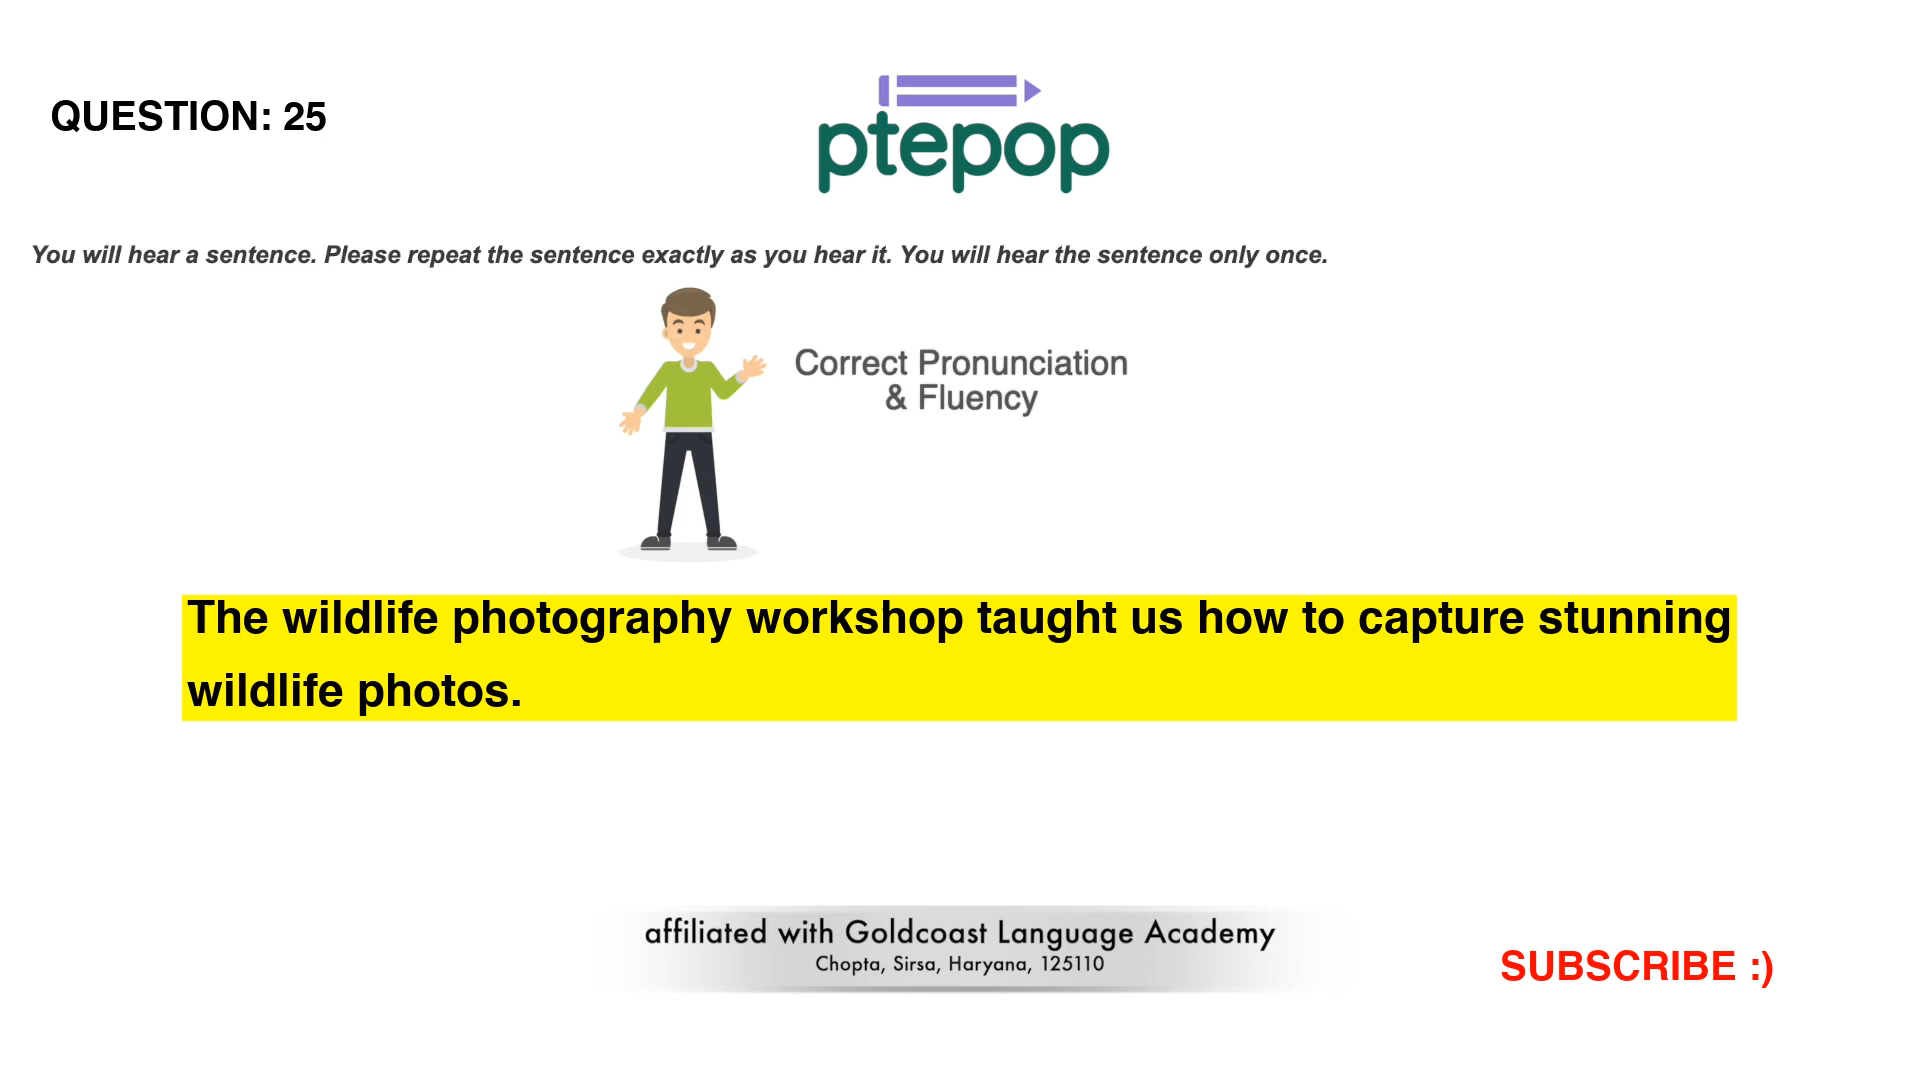 QUESTION: 25
ptepop
You will hear a sentence. Please repeat the sentence exactly as you hear it. You will hear the sentence only once.
Correct Pronunciation
& Fluency
The wildlife photography workshop taught us how to capture stunning
wildlife photos.
affiliated with Goldcoast Language Academy
Chopta, Sirsa, Haryana, 125110
SUBSCRIBE :)